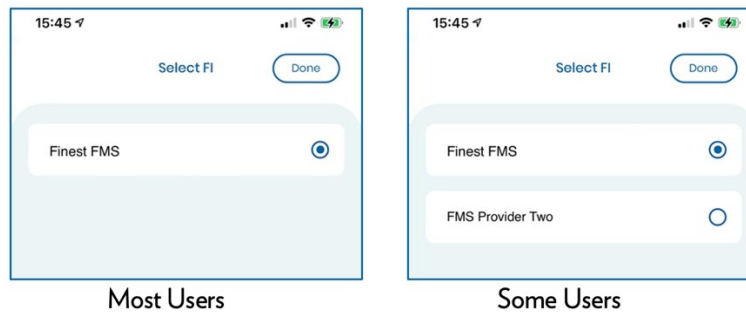 15:45
Select FI
Done
Finest FMS
Most Users
15:45
Select FI
Done
Finest FMS
FMS Provider Two
Some Users